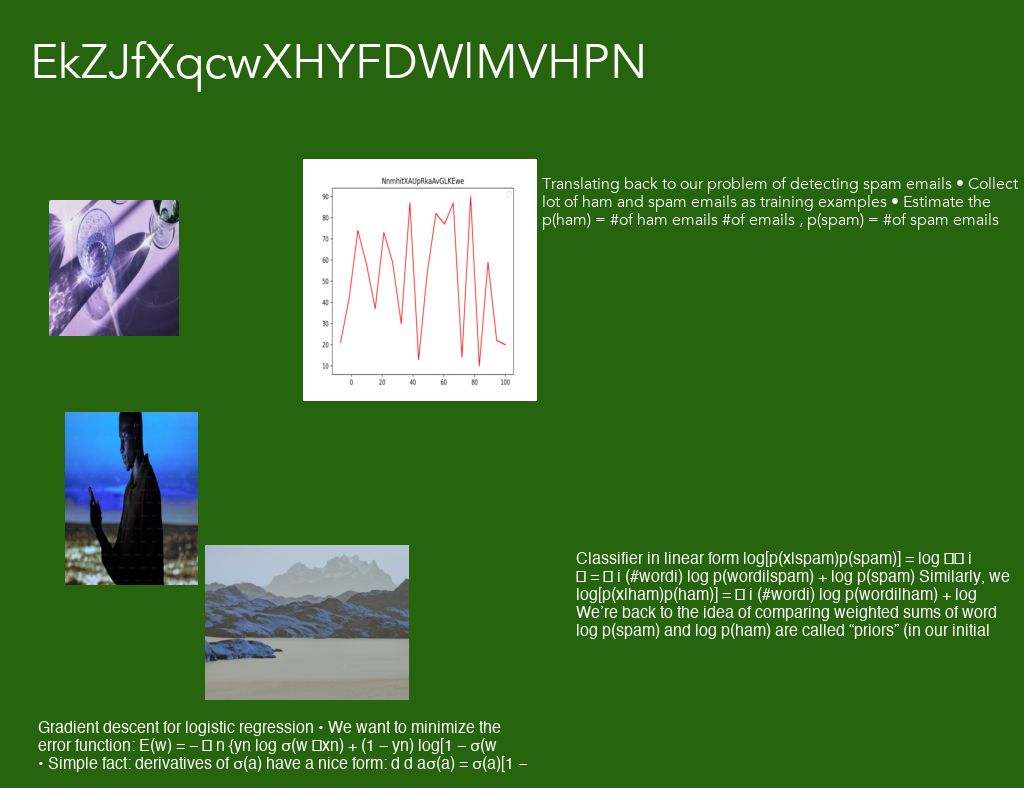 EkZJfXqcwXHYFDWlMVHPN
NnmhitXAUpRkaAvGLKEwe
90
80
70
60
50
40
30
20
10
0 20 40 60 80 100
Translating back to our problem of detecting spam emails • Collect
lot of ham and spam emails as training examples • Estimate the
p(ham) = #of ham emails #of emails , p(spam) = #of spam emails
Classifier in linear form log[p(x|spam)p(spam)] = log □□ i
□ = □ i (#wordi) log p(wordi|spam) + log p(spam) Similarly, we
log[p(x|ham)p(ham)] = □ i (#wordi) log p(wordi|ham) + log
We’re back to the idea of comparing weighted sums of word
log p(spam) and log p(ham) are called “priors” (in our initial
Gradient descent for logistic regression • We want to minimize the
error function: E(w) = – □ n {yn log σ(w □xn) + (1 – yn) log[1 – σ(w
• Simple fact: derivatives of σ(a) have a nice form: d d aσ(a) = σ(a)[1 –